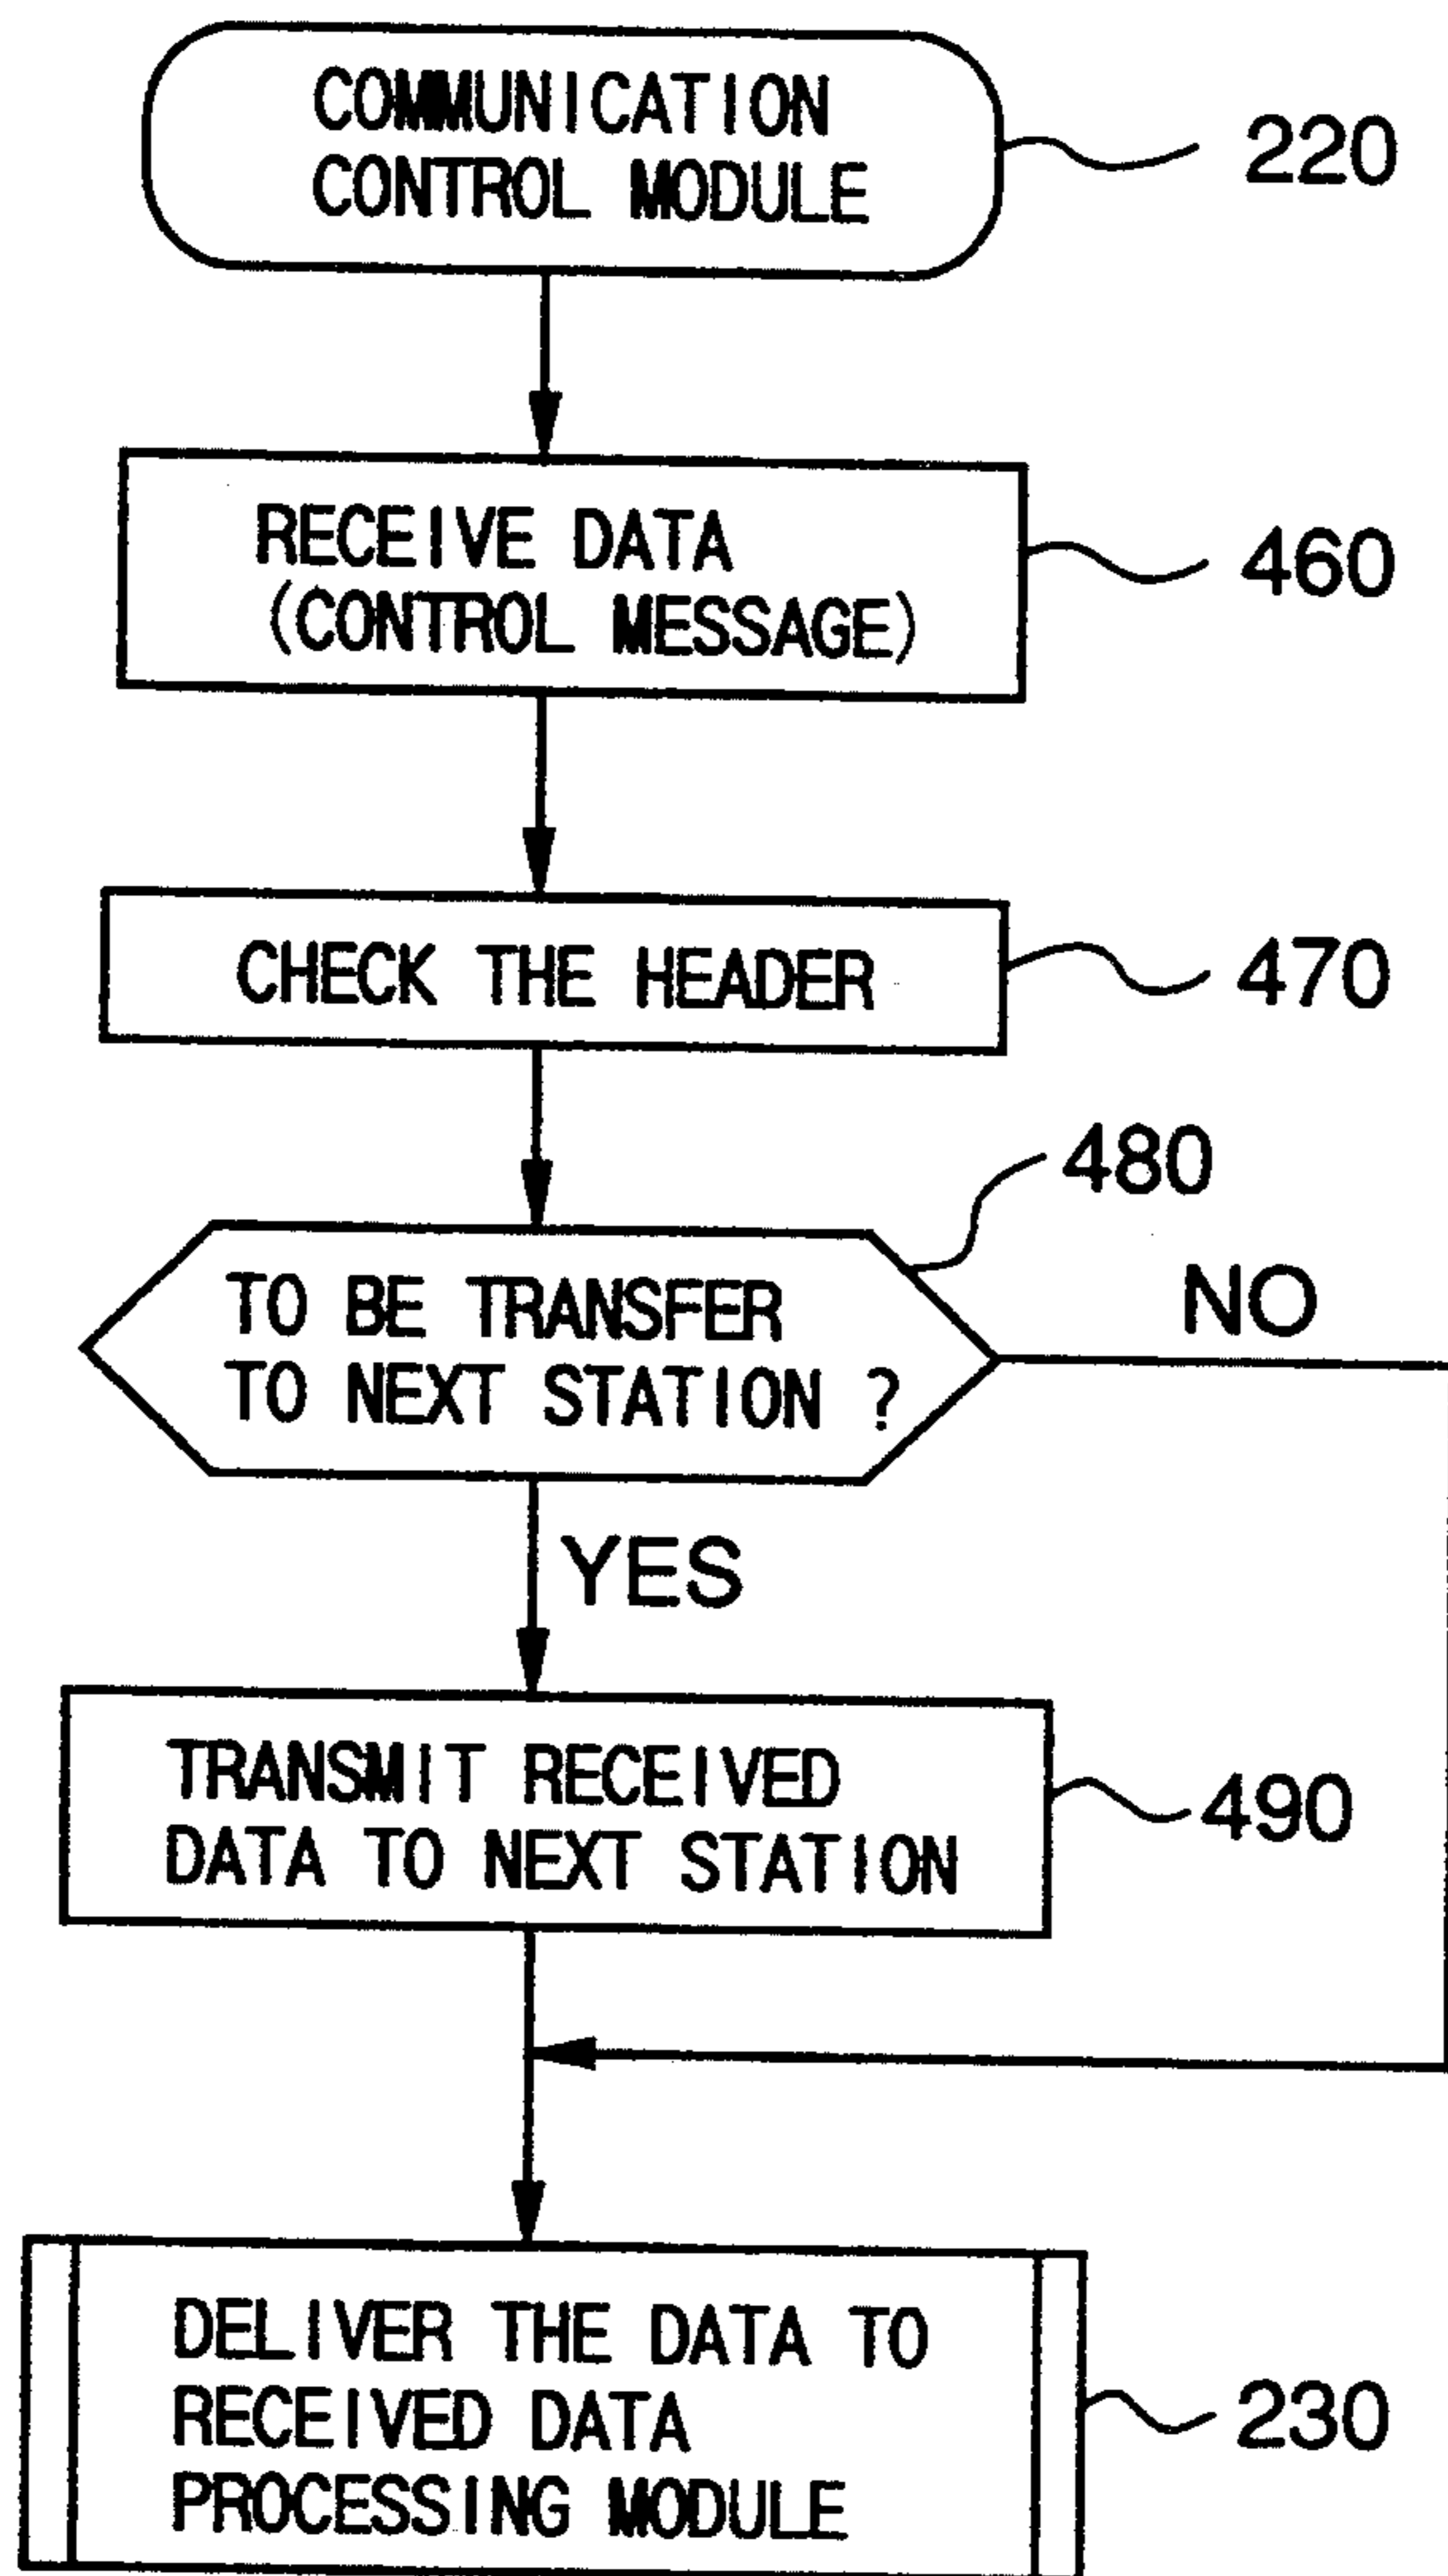 COMMUNICATION
CONTROL MODULE
220
RECEIVE DATA
(CONTROL MESSAGE)
460
CHECK THE HEADER
470
480
TO BE TRANSFER
TO NEXT STATION ?
NO
YES
TRANSMIT RECEIVED
DATA TO NEXT STATION
490
DELIVER THE DATA TO
RECEIVED DATA
PROCESSING MODULE
230